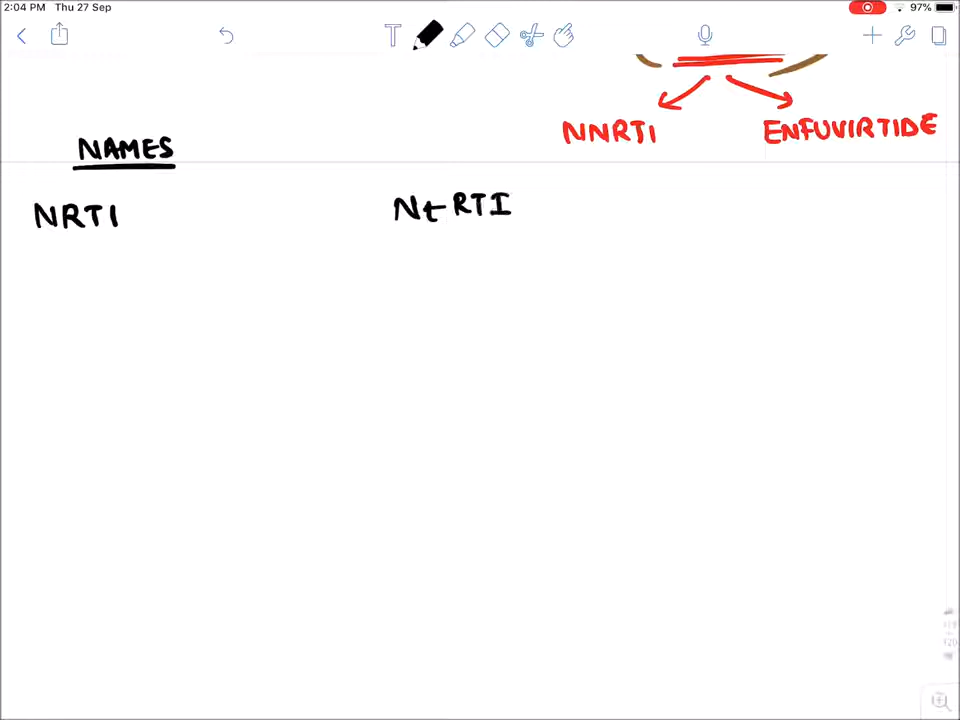 2:04 PM Thu 27 Sep 97%
T
NNRTI ENFUVIRTIDE
NAMES
NRTI NtRTI